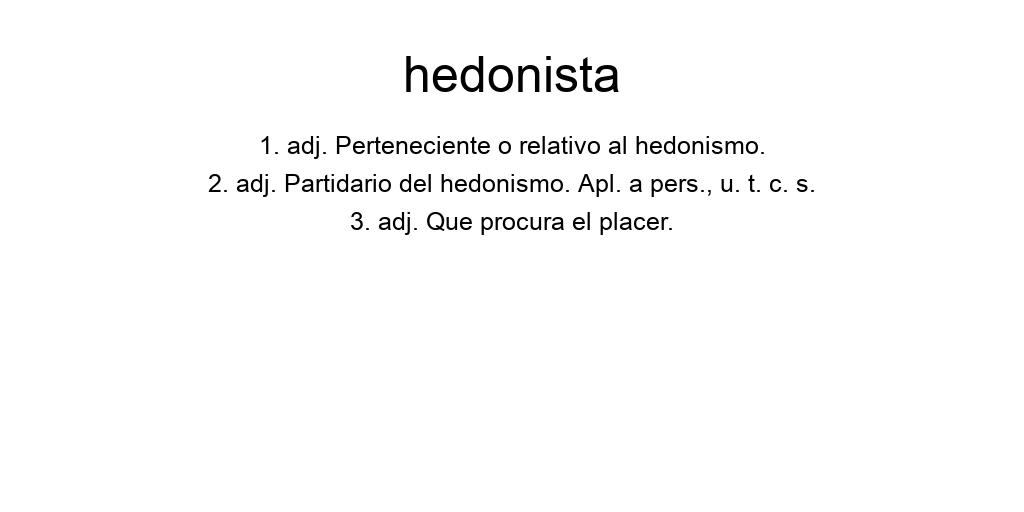 hedonista
1. adj. Perteneciente o relativo al hedonismo.
2. adj. Partidario del hedonismo. Apl. a pers., u. t. c. s.
3. adj. Que procura el placer.